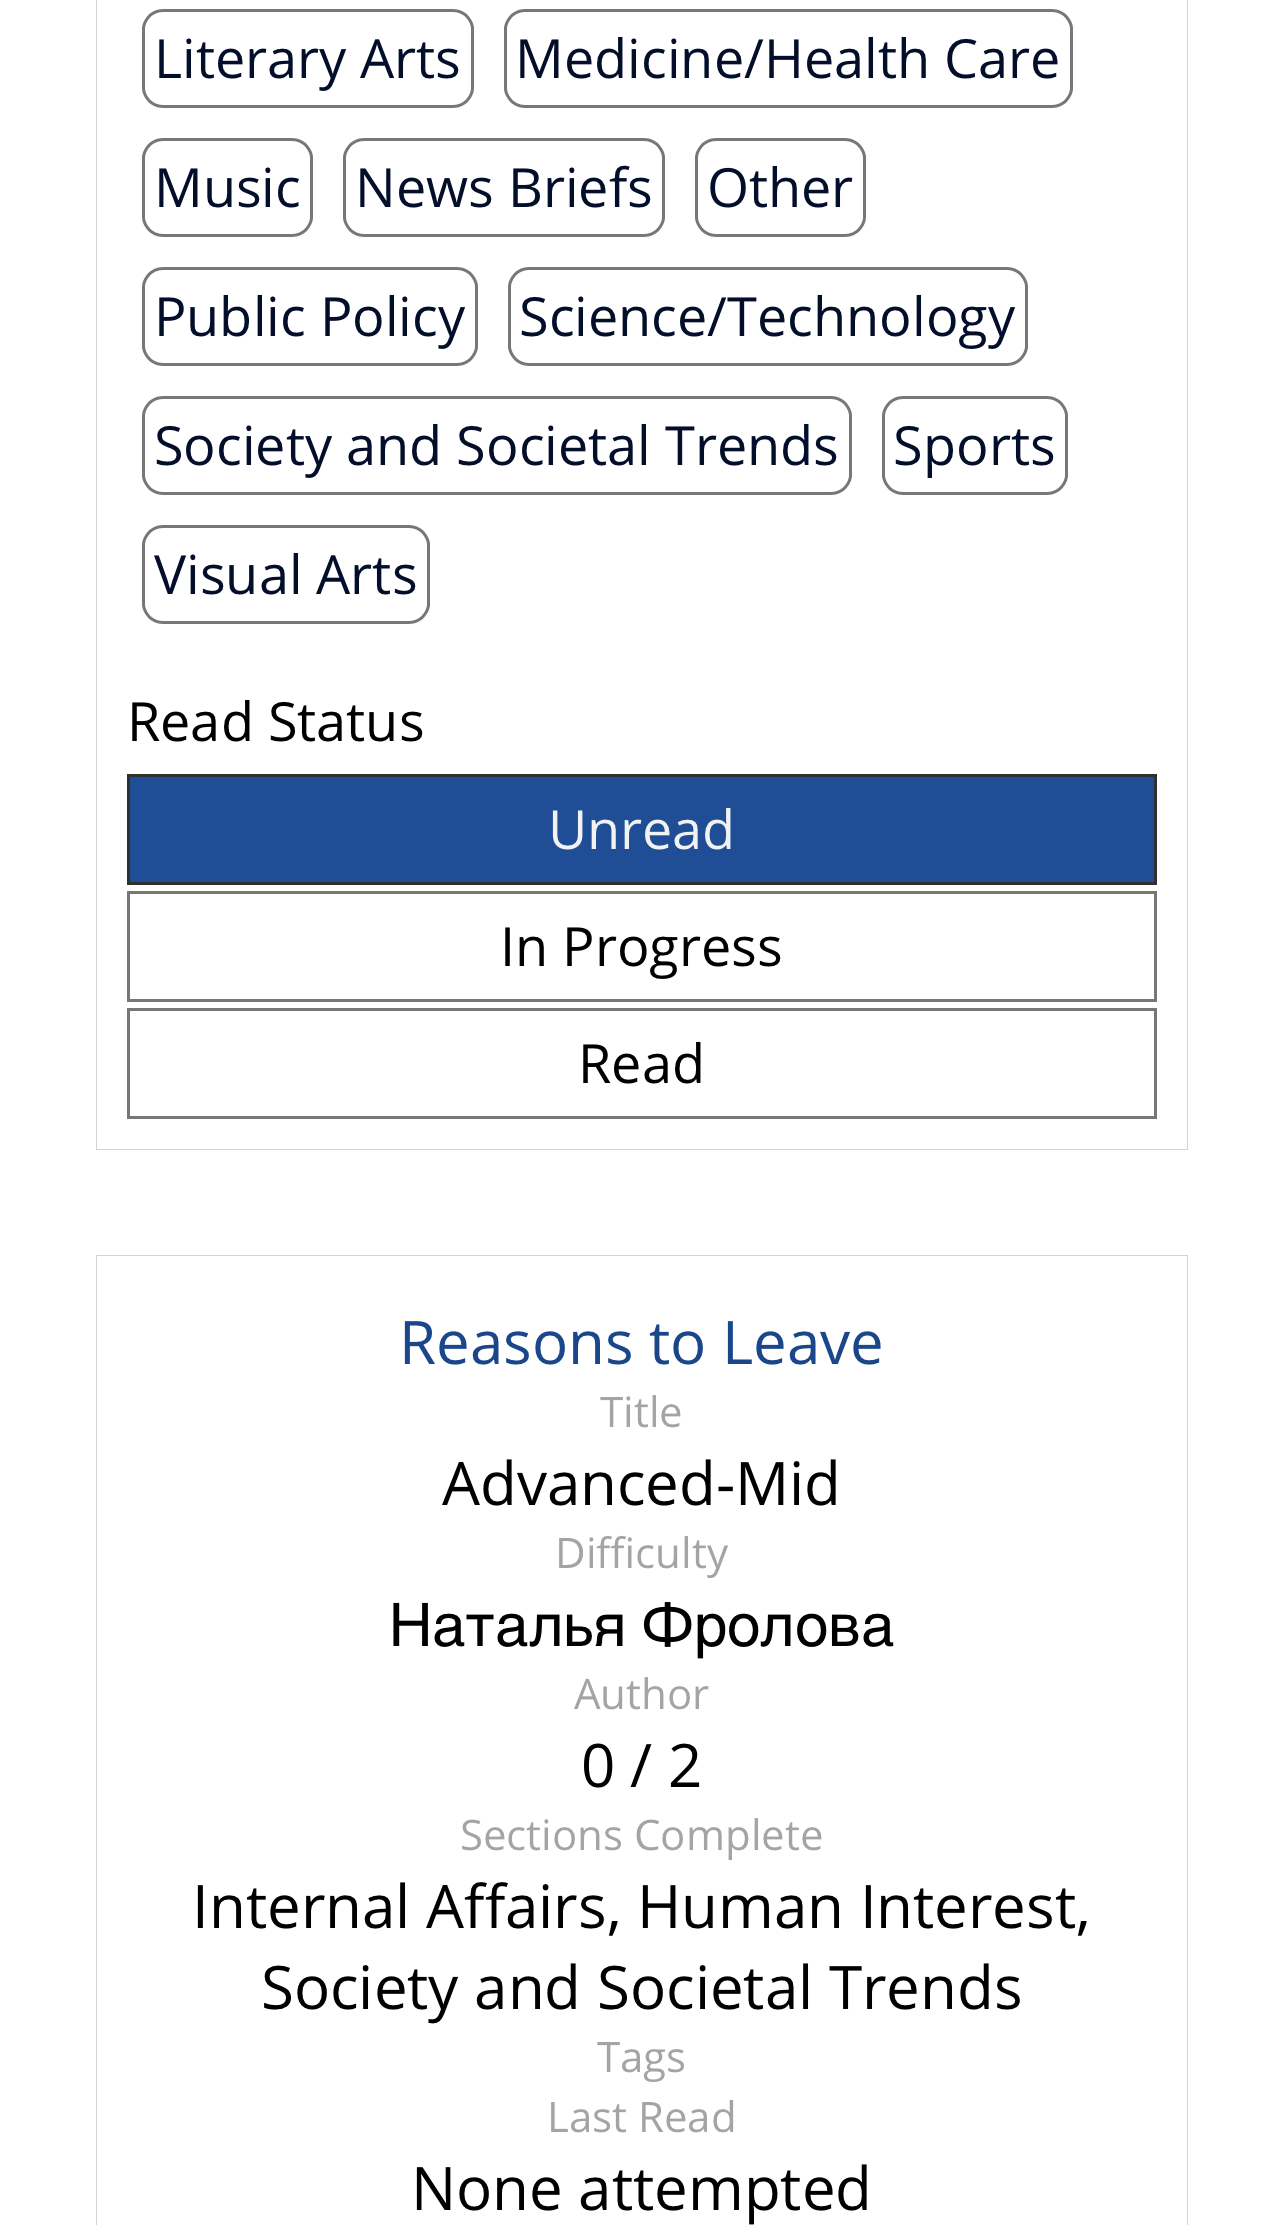 Literary Arts Medicine/Health Care
Music News Briefs Other
Public Policy Science/Technology
Society and Societal Trends Sports
Visual Arts
Read Status
Unread
In Progress
Read
Reasons to Leave
Title
Advanced-Mid
Difficulty
Наталья Фролова
Author
0 / 2
Sections Complete
Internal Affairs, Human Interest,
Society and Societal Trends
Tags
Last Read
None attempted